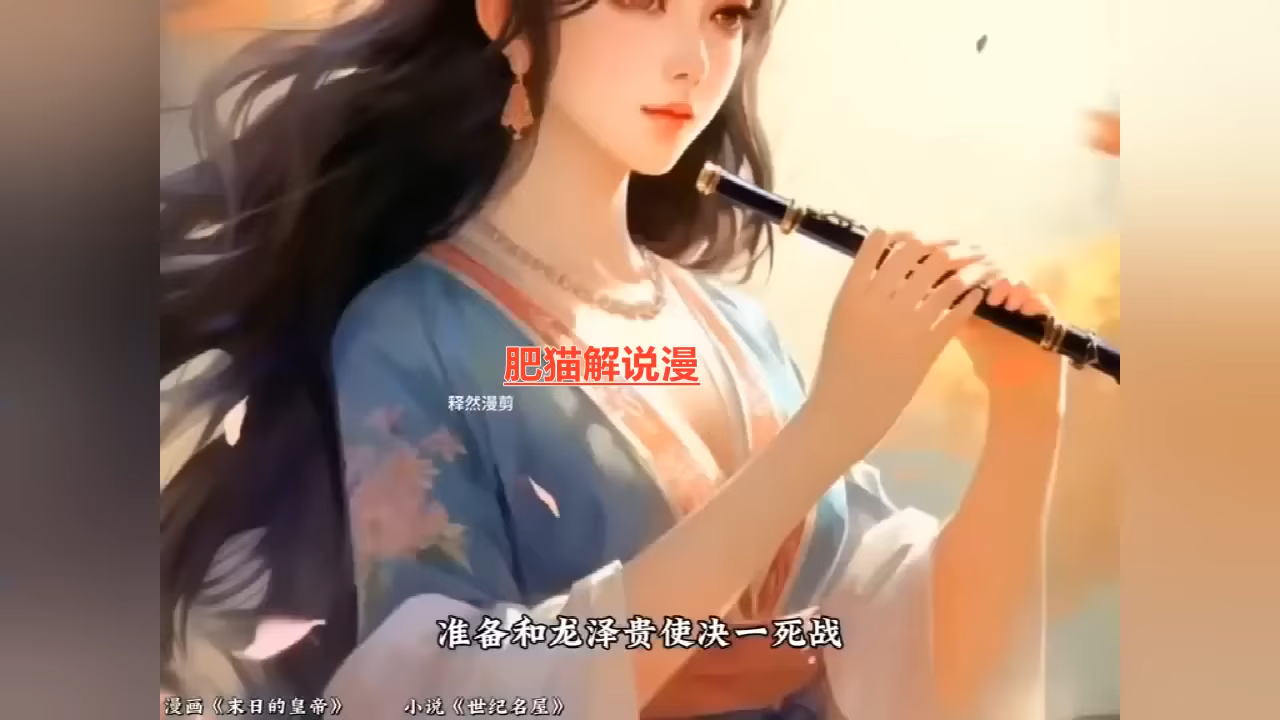 肥猫解说漫
释然漫剪
准备和龙泽贵使决一死战
漫画《末日的皇帝》 小说《世纪名屋》